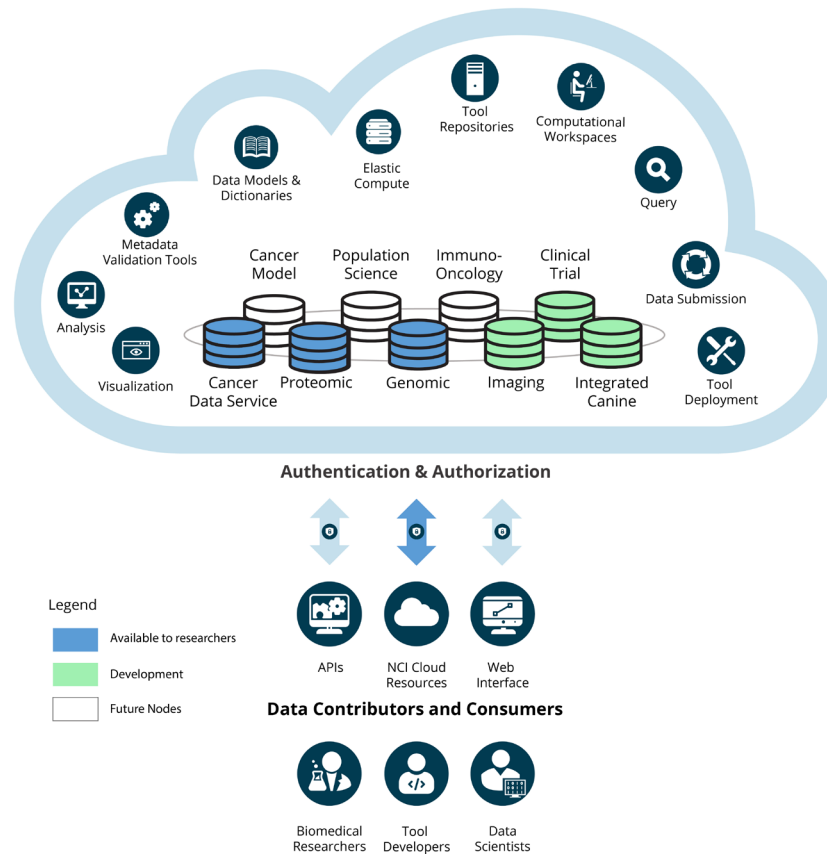 Tool
Repositories
Computational
Workspaces
Elastic
Compute
Data Models &
Dictionaries
Query
Metadata
Validation Tools
Data Submission
Analysis
Visualization
Tool
Deployment
Cancer
Model
Population
Science
Immuno-
Oncology
Clinical
Trial
Cancer
Data Service
Proteomic
Genomic
Imaging
Integrated
Canine
Authentication & Authorization
Legend
Available to researchers
Development
Future Nodes
APIs
NCI Cloud
Resources
Web
Interface
Data Contributors and Consumers
Biomedical
Researchers
Tool
Developers
Data
Scientists